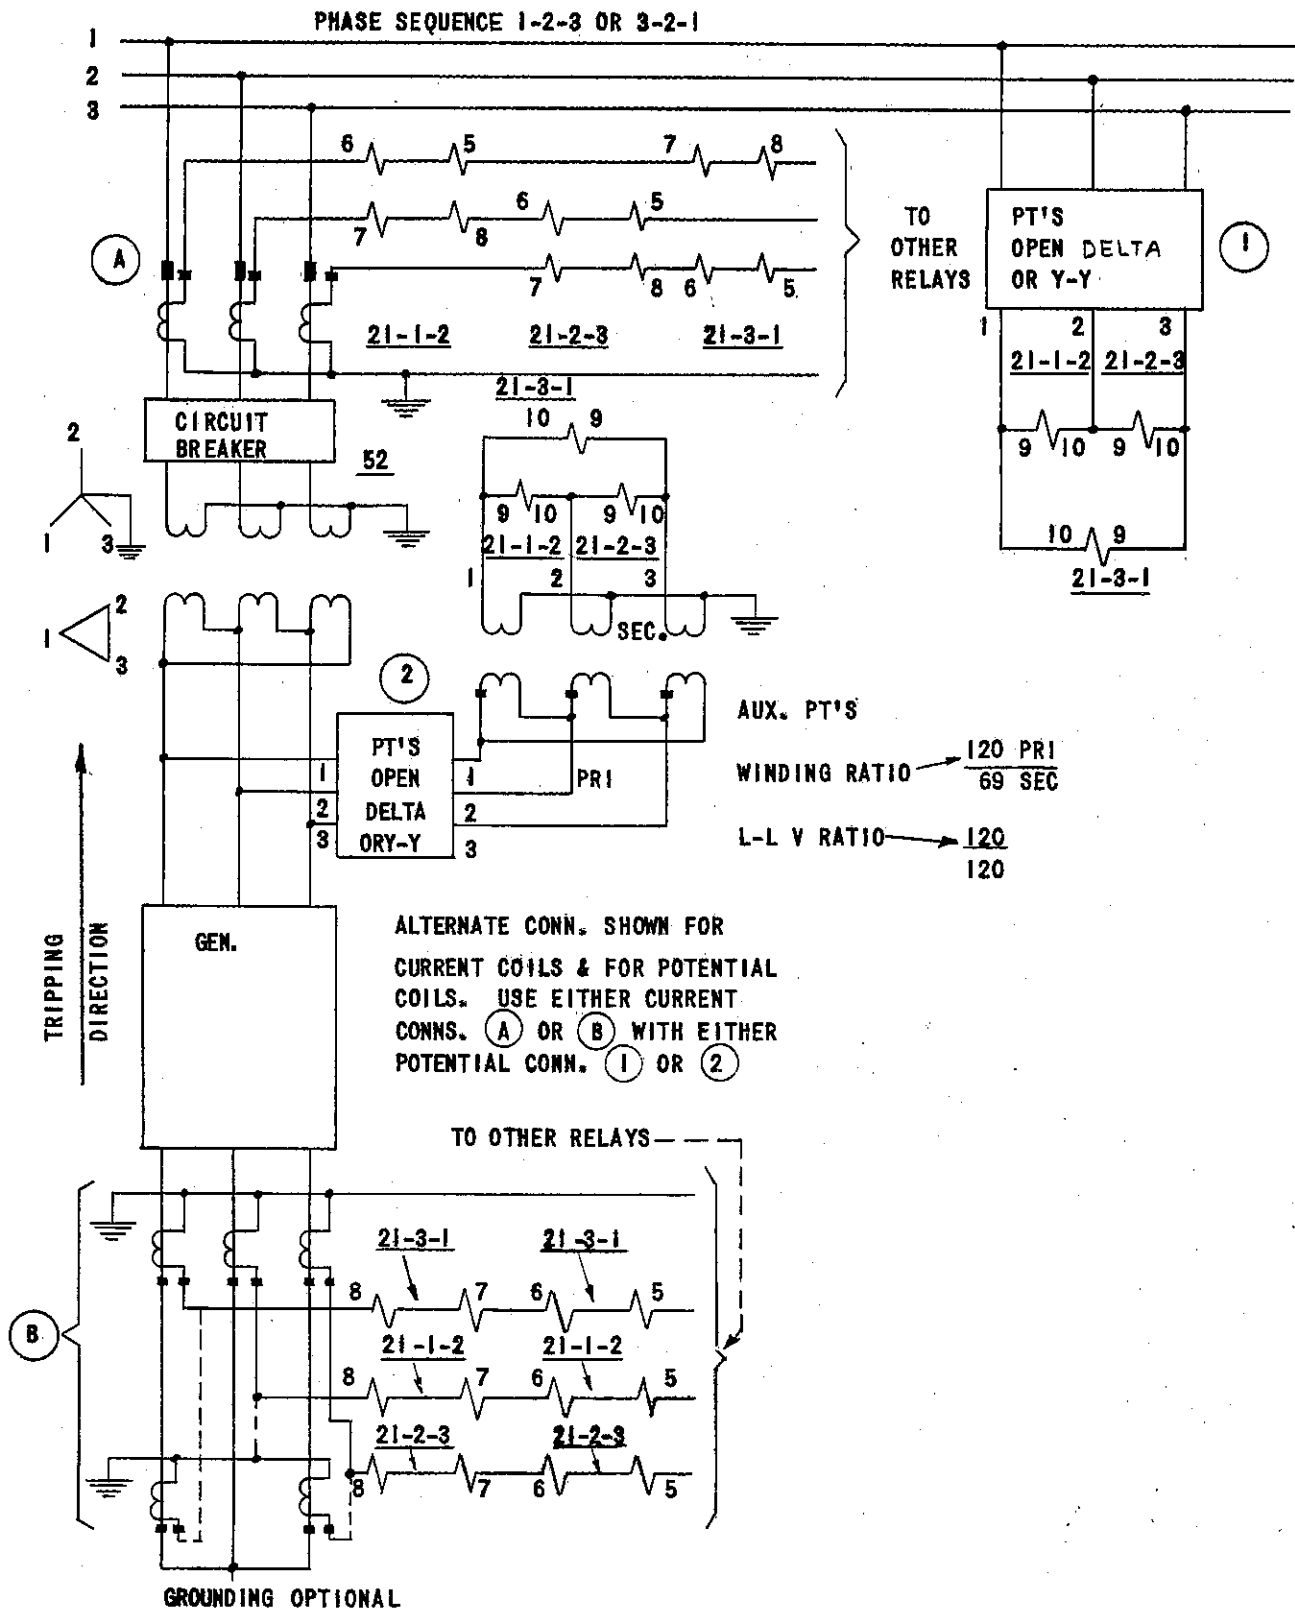 PHASE SEQUENCE 1-2-3 OR 3-2-1
1
2
3
6 5 7 8
7 8 6 5
7 8 6 5
A
21-1-2 21-2-3 21-3-1
TO
OTHER
RELAYS
PT'S
OPEN DELTA
OR Y-Y
1
1 2 3
21-1-2 21-2-3
9 10 9 10
10 9
21-3-1
CIRCUIT
BREAKER
52
2
1 3
21-3-1
10 9
9 10 9 10
21-1-2 21-2-3
1 2 3
SEC.
2
1
3
2
PT'S
OPEN
DELTA
ORY-Y
1
2
3
1
2
3
PRI
AUX. PT'S
WINDING RATIO 120 PRI
69 SEC
L-L V RATIO 120
120
TRIPPING
DIRECTION
GEN.
ALTERNATE CONN. SHOWN FOR
CURRENT COILS & FOR POTENTIAL
COILS. USE EITHER CURRENT
CONNS. A OR B WITH EITHER
POTENTIAL CONN. 1 OR 2
TO OTHER RELAYS
B
21-3-1 21-3-1
8 7 6 5
21-1-2 21-1-2
8 7 6 5
21-2-3 21-2-3
8 7 6 5
GROUNDING OPTIONAL